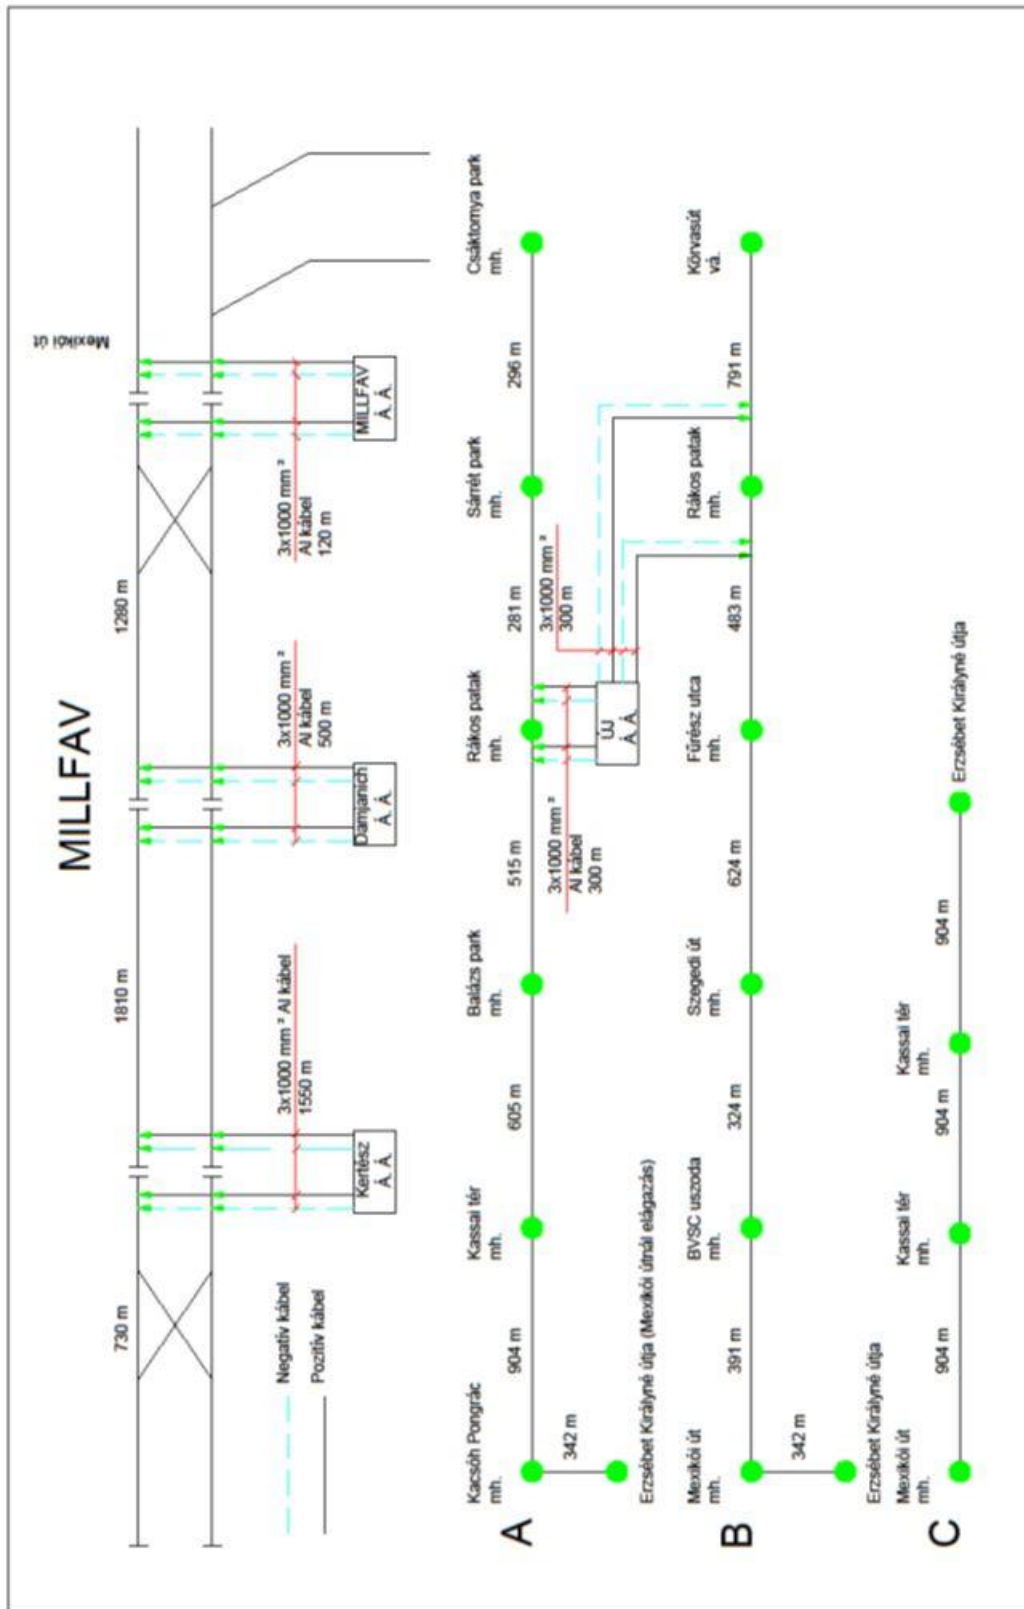 MILLFAV
730 m
1810 m
1280 m
Mexikói út
3x1000 mm² Al kábel
1550 m
3x1000 mm²
Al kábel
500 m
3x1000 mm²
Al kábel
120 m
Kertész
Á. Á.
Damjanich
Á. Á.
MILLFAV
Á. Á.
Negatív kábel
Pozitív kábel
A
Kacsóh Pongrác
mh.
904 m
Kassai tér
mh.
605 m
Balázs park
mh.
515 m
Rákos patak
mh.
281 m
Sárrét park
mh.
296 m
Csáktornya park
mh.
342 m
Erzsébet Királyné útja (Mexikói útnál elágazás)
3x1000 mm²
Al kábel
300 m
ÚJ
Á. Á.
3x1000 mm²
300 m
B
Mexikói út
mh.
391 m
BVSC uszoda
mh.
324 m
Szegedi út
mh.
624 m
Fűrész utca
mh.
483 m
Rákos patak
mh.
791 m
Körvasút
vá.
342 m
Erzsébet Királyné útja
C
Mexikói út
mh.
904 m
Kassai tér
mh.
904 m
Kassai tér
mh.
904 m
Erzsébet Királyné útja